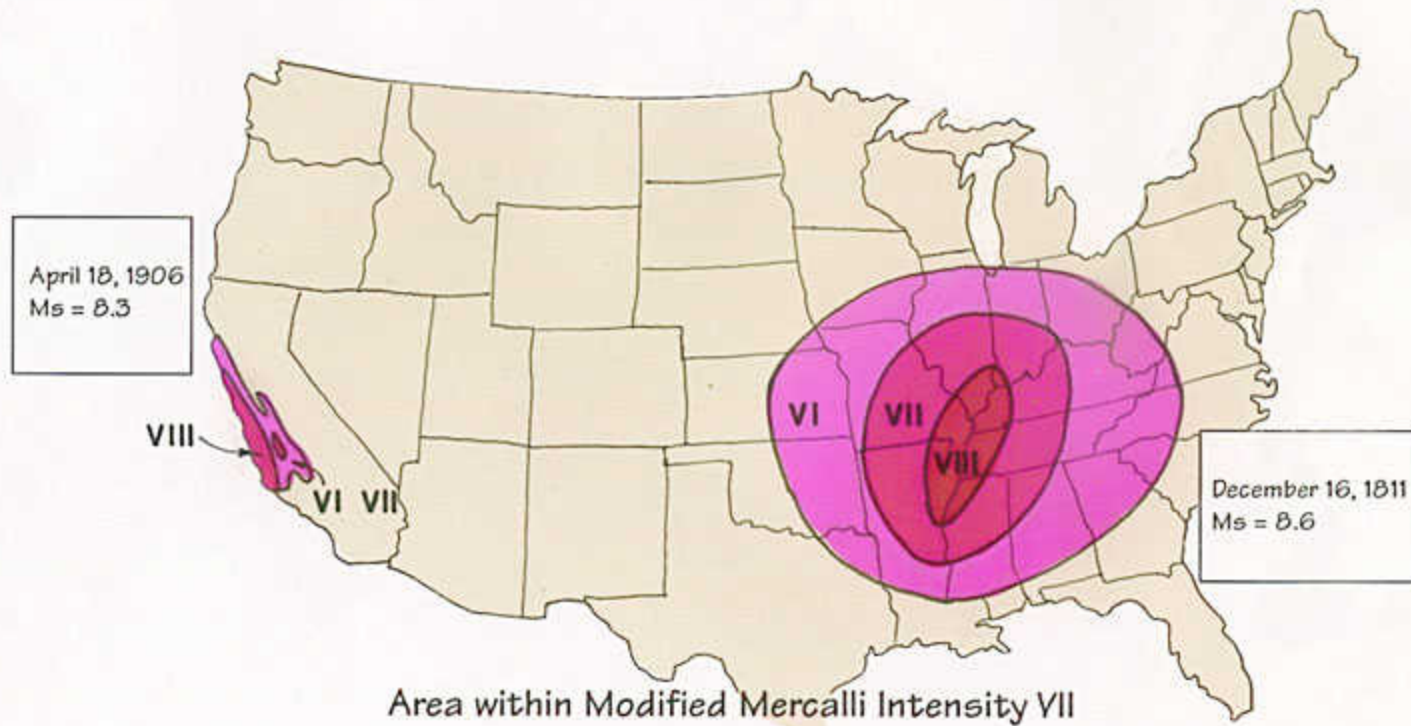 April 18, 1906
Ms = 8.3
VIII
VI VII
VI
VII
VIII
December 16, 1811
Ms = 8.6
Area within Modified Mercalli Intensity VII